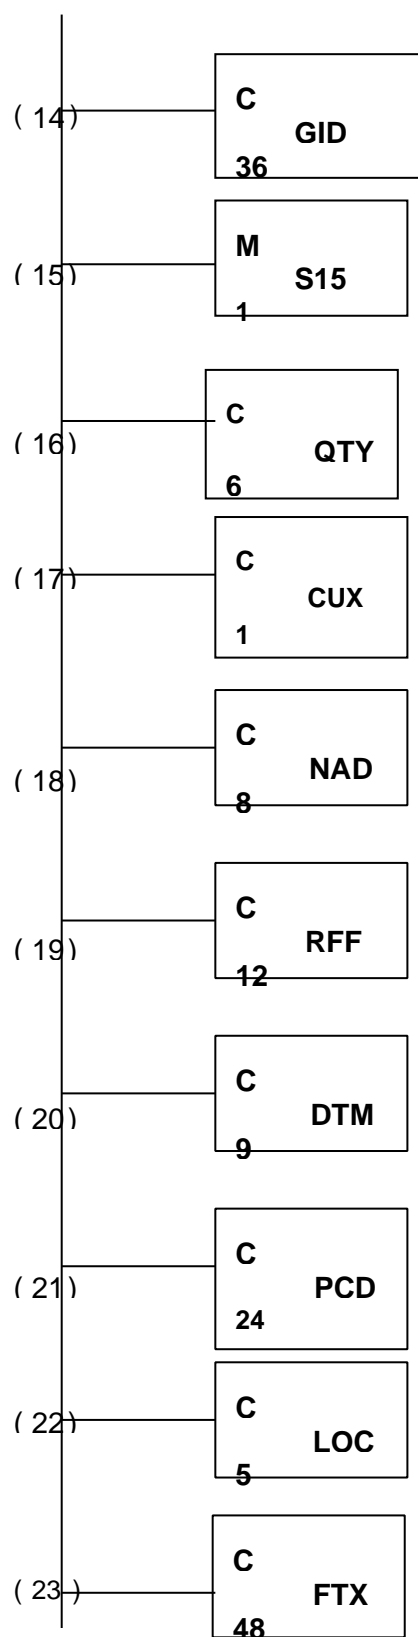 ( 14 )
C
GID
36
( 15 )
M
S15
1
( 16 )
C
QTY
6
( 17 )
C
CUX
1
( 18 )
C
NAD
8
( 19 )
C
RFF
12
( 20 )
C
DTM
9
( 21 )
C
PCD
24
( 22 )
C
LOC
5
( 23 )
C
FTX
48